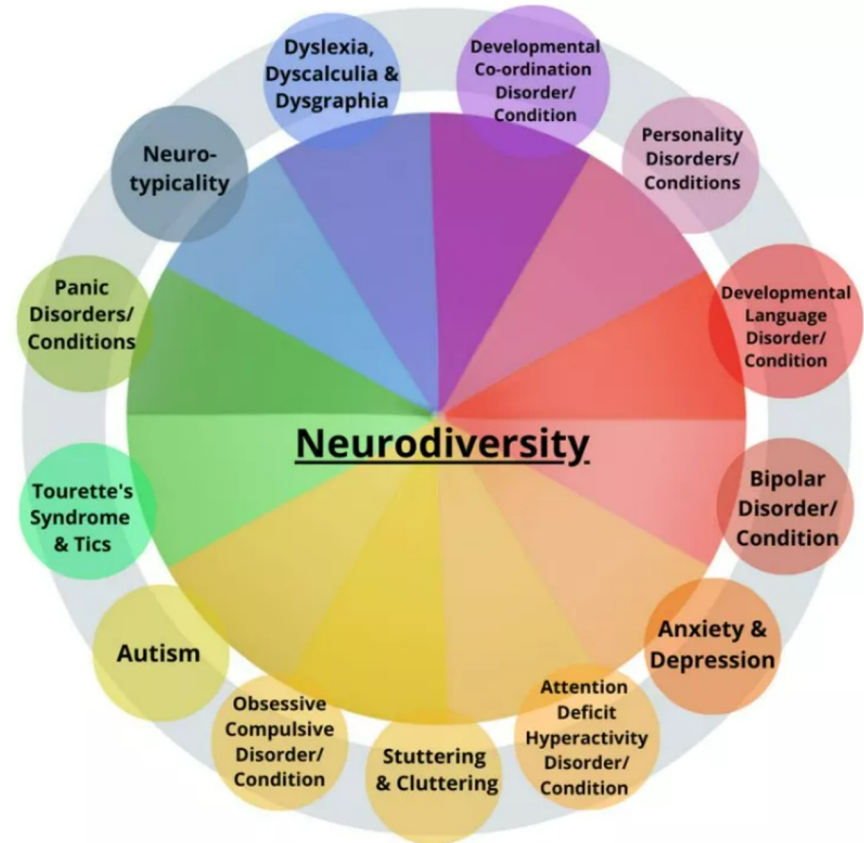 Dyslexia,
Dyscalculia &
Dysgraphia
Developmental
Co-ordination
Disorder/
Condition
Personality
Disorders/
Conditions
Developmental
Language
Disorder/
Condition
Bipolar
Disorder/
Condition
Anxiety &
Depression
Attention
Deficit
Hyperactivity
Disorder/
Condition
Stuttering
& Cluttering
Obsessive
Compulsive
Disorder/
Condition
Autism
Tourette's
Syndrome
& Tics
Panic
Disorders/
Conditions
Neuro-
typicality
Neurodiversity